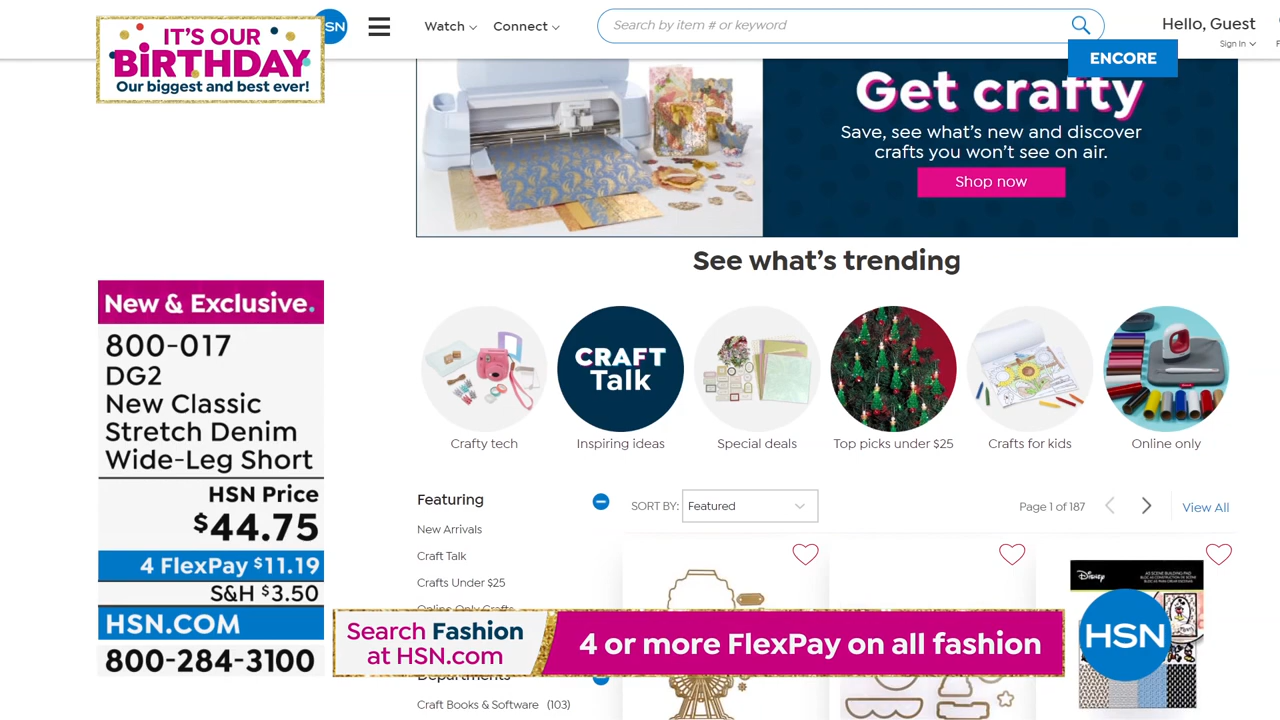 IT'S OUR
BiRTHDAY
Our biggest and best ever!
Watch
Connect
Search by item # or keyword
Hello, Guest
Sign In
ENCORE
Get crafty
Save, see what's new and discover
crafts you won't see on air.
Shop now
See what's trending
CRAFT
Talk
Crafty tech
Inspiring ideas
Special deals
Top picks under $25
Crafts for kids
Online only
New & Exclusive.
800-017
DG2
New Classic
Stretch Denim
Wide-Leg Short
HSN Price
$44.75
4 FlexPay $11.19
S&H $3.50
HSN.COM
800-284-3100
Featuring
New Arrivals
Craft Talk
Crafts Under $25
Online Only Crafts
Departments
Craft Books & Software (103)
SORT BY: Featured
Page 1 of 187
View All
Disney
Search Fashion
at HSN.com
4 or more FlexPay on all fashion
HSN